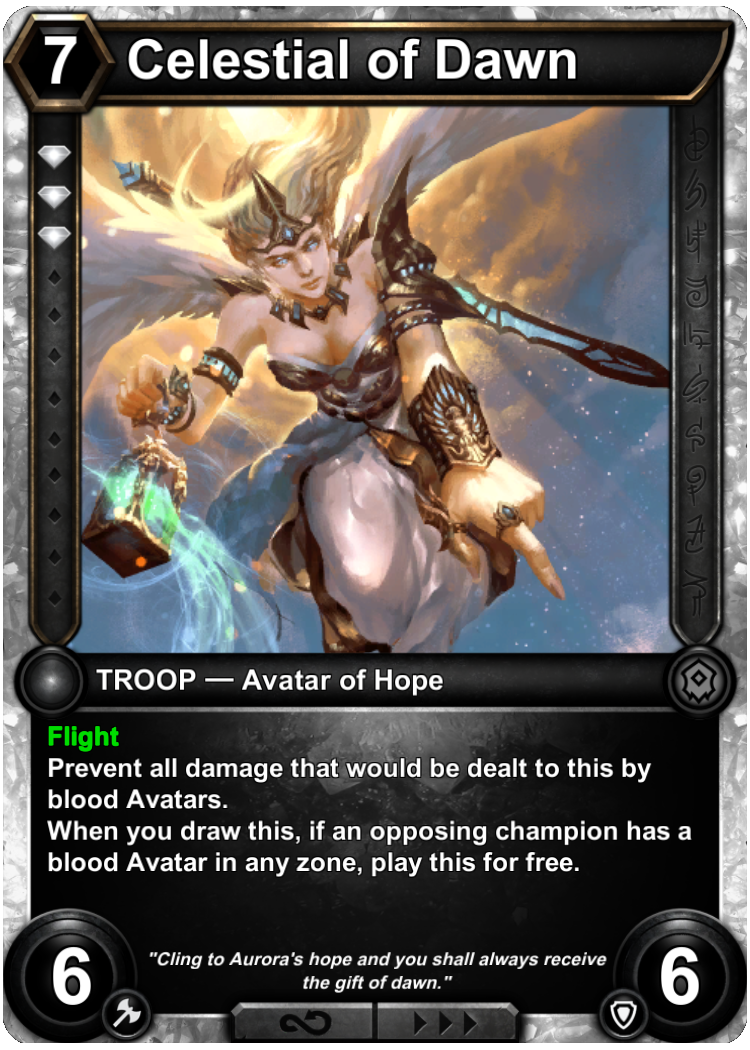 7 Celestial of Dawn
TROOP — Avatar of Hope
Flight
Prevent all damage that would be dealt to this by
blood Avatars.
When you draw this, if an opposing champion has a
blood Avatar in any zone, play this for free.
"Cling to Aurora's hope and you shall always receive
the gift of dawn."
6
6